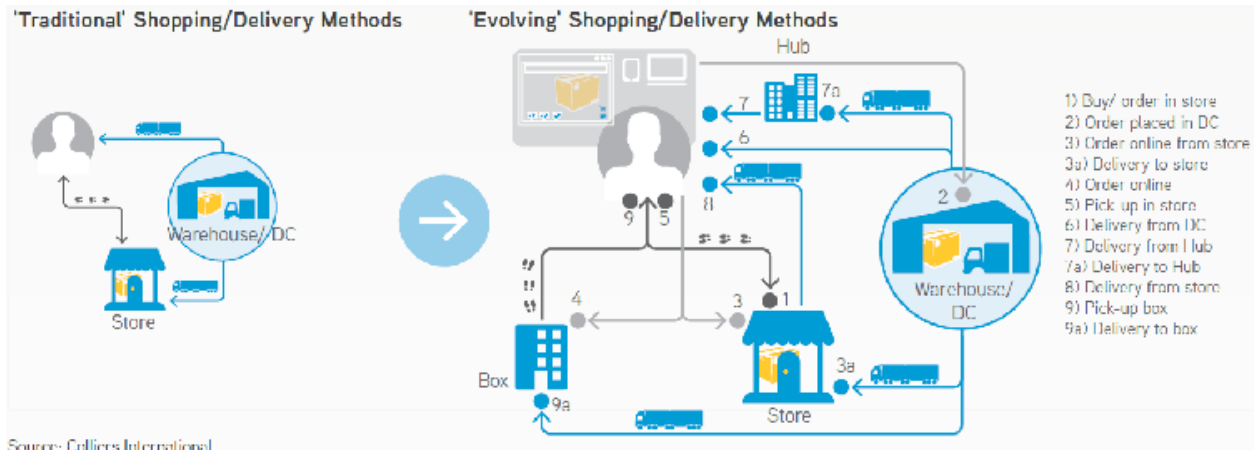 'Traditional' Shopping/Delivery Methods
'Evolving' Shopping/Delivery Methods
Hub
7a
7
6
8
9
5
2
Warehouse/ DC
Store
Warehouse/
DC
4
3
1
3a
Box
9a
Store
1) Buy/ order in store
2) Order placed in DC
3) Order online from store
3a) Delivery to store
4) Order online
5) Pick-up in store
6) Delivery from DC
7) Delivery from Hub
7a) Delivery to Hub
8) Delivery from store
9) Pick-up box
9a) Delivery to box
Source: Colliers International